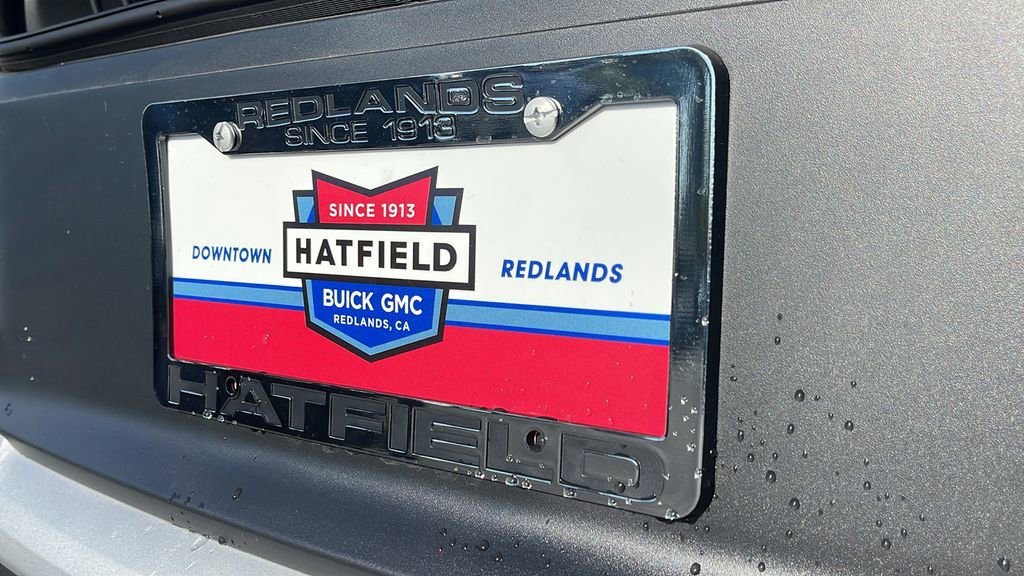 REDLANDS
SINCE 1913
SINCE 1913
HATFIELD
DOWNTOWN
REDLANDS
BUICK GMC
REDLANDS, CA
HATFIELD